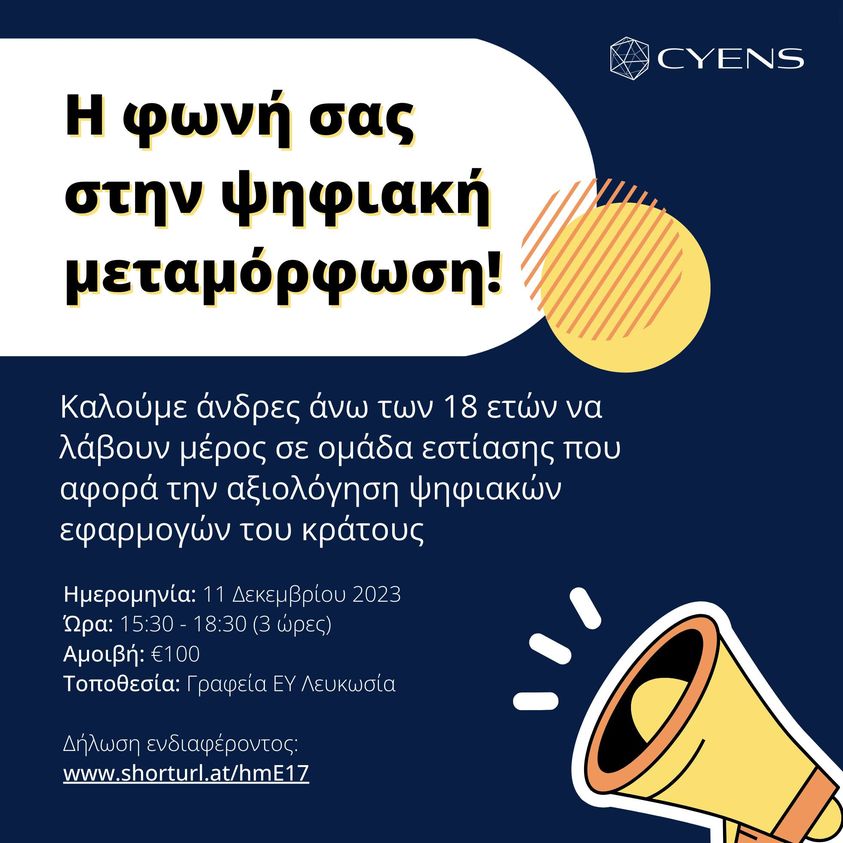 CYENS
Η φωνή σας
στην ψηφιακή
μεταμόρφωση!
Καλούμε άνδρες άνω των 18 ετών να
λάβουν μέρος σε ομάδα εστίασης που
αφορά την αξιολόγηση ψηφιακών
εφαρμογών του κράτους
Ημερομηνία: 11 Δεκεμβρίου 2023
Ώρα: 15:30 - 18:30 (3 ώρες)
Αμοιβή: €100
Τοποθεσία: Γραφεία ΕΥ Λευκωσία
Δήλωση ενδιαφέροντος:
www.shorturl.at/hmE17